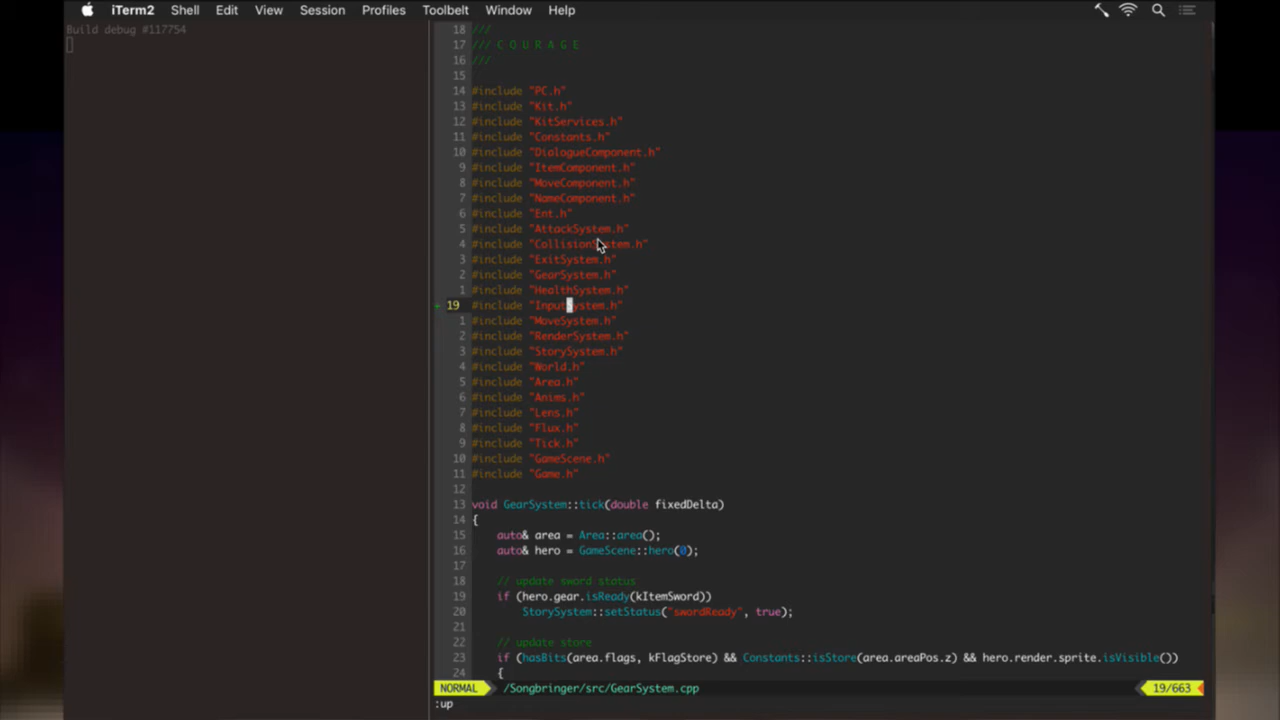 iTerm2 Shell Edit View Session Profiles Toolbelt Window Help
Build debug #117754
18 ///
17 /// C O U R A G E
16 ///
15
14 #include "PC.h"
13 #include "Kit.h"
12 #include "KitServices.h"
11 #include "Constants.h"
10 #include "DialogueComponent.h"
9 #include "ItemComponent.h"
8 #include "MoveComponent.h"
7 #include "NameComponent.h"
6 #include "Ent.h"
5 #include "AttackSystem.h"
4 #include "CollisionSystem.h"
3 #include "ExitSystem.h"
2 #include "GearSystem.h"
1 #include "HealthSystem.h"
+ 19 #include "InputSystem.h"
1 #include "MoveSystem.h"
2 #include "RenderSystem.h"
3 #include "StorySystem.h"
4 #include "World.h"
5 #include "Area.h"
6 #include "Anims.h"
7 #include "Lens.h"
8 #include "Flux.h"
9 #include "Tick.h"
10 #include "GameScene.h"
11 #include "Game.h"
12
13 void GearSystem::tick(double fixedDelta)
14 {
15 auto& area = Area::area();
16 auto& hero = GameScene::hero(0);
17
18 // update sword status
19 if (hero.gear.isReady(kItemSword))
20 StorySystem::setStatus("swordReady", true);
21
22 // update store
23 if (hasBits(area.flags, kFlagStore) && Constants::isStore(area.areaPos.z) && hero.render.sprite.isVisible())
24 {
NORMAL /Songbringer/src/GearSystem.cpp 19/663
:up